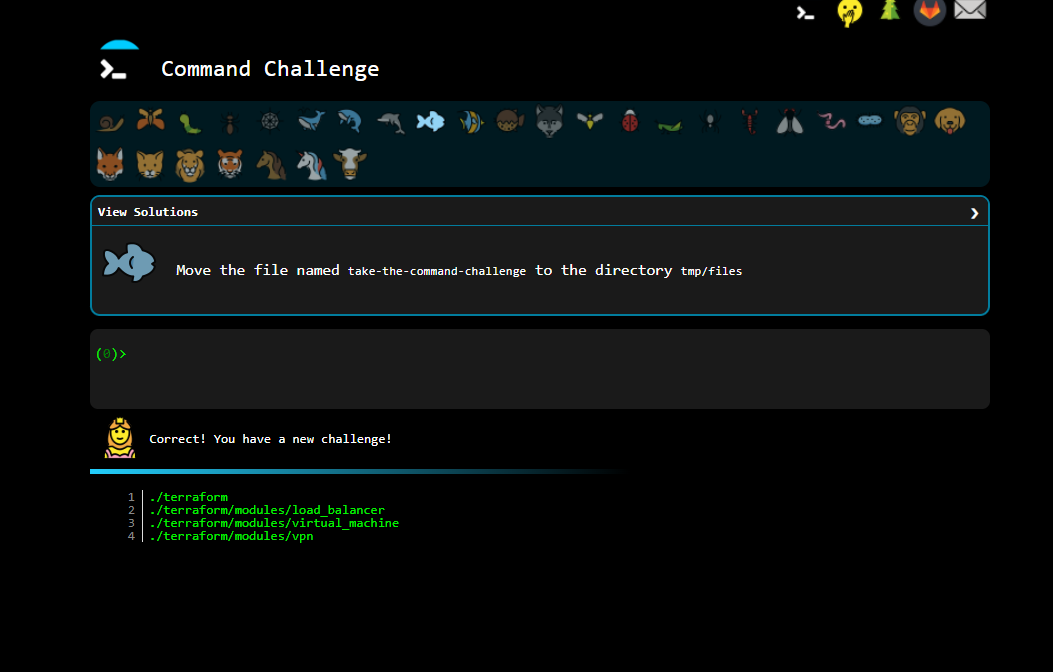 Command Challenge
View Solutions
Move the file named take-the-command-challenge to the directory tmp/files
(0)>
Correct! You have a new challenge!
1 ./terraform
2 ./terraform/modules/load_balancer
3 ./terraform/modules/virtual_machine
4 ./terraform/modules/vpn